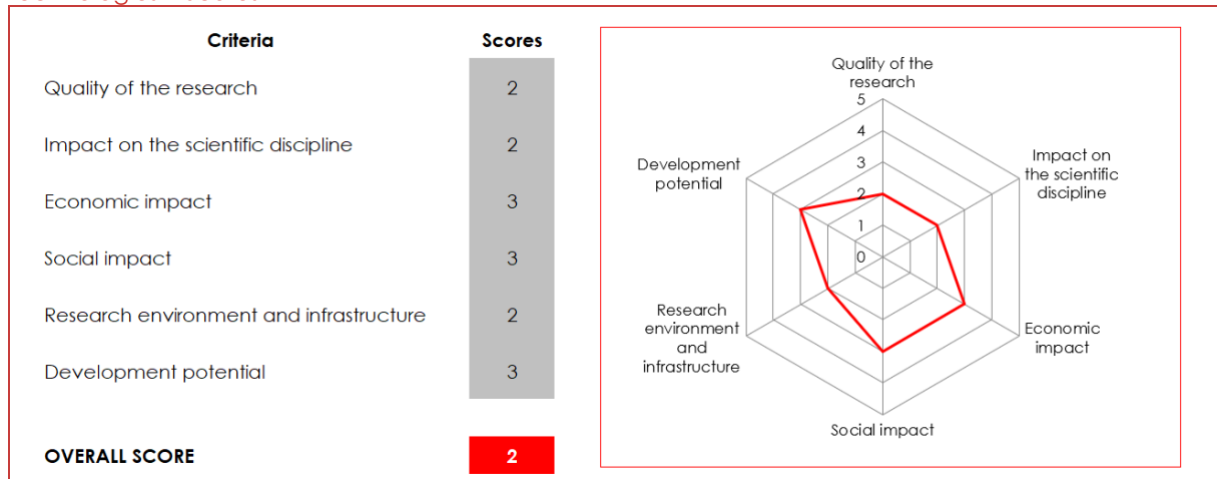 Criteria Scores
Quality of the research 2
Impact on the scientific discipline 2
Economic impact 3
Social impact 3
Research environment and infrastructure 2
Development potential 3
OVERALL SCORE 2
Quality of the
research
5
4
3
2
1
0
Impact on
the scientific
discipline
Economic
impact
Social impact
Research
environment
and
infrastructure
Development
potential